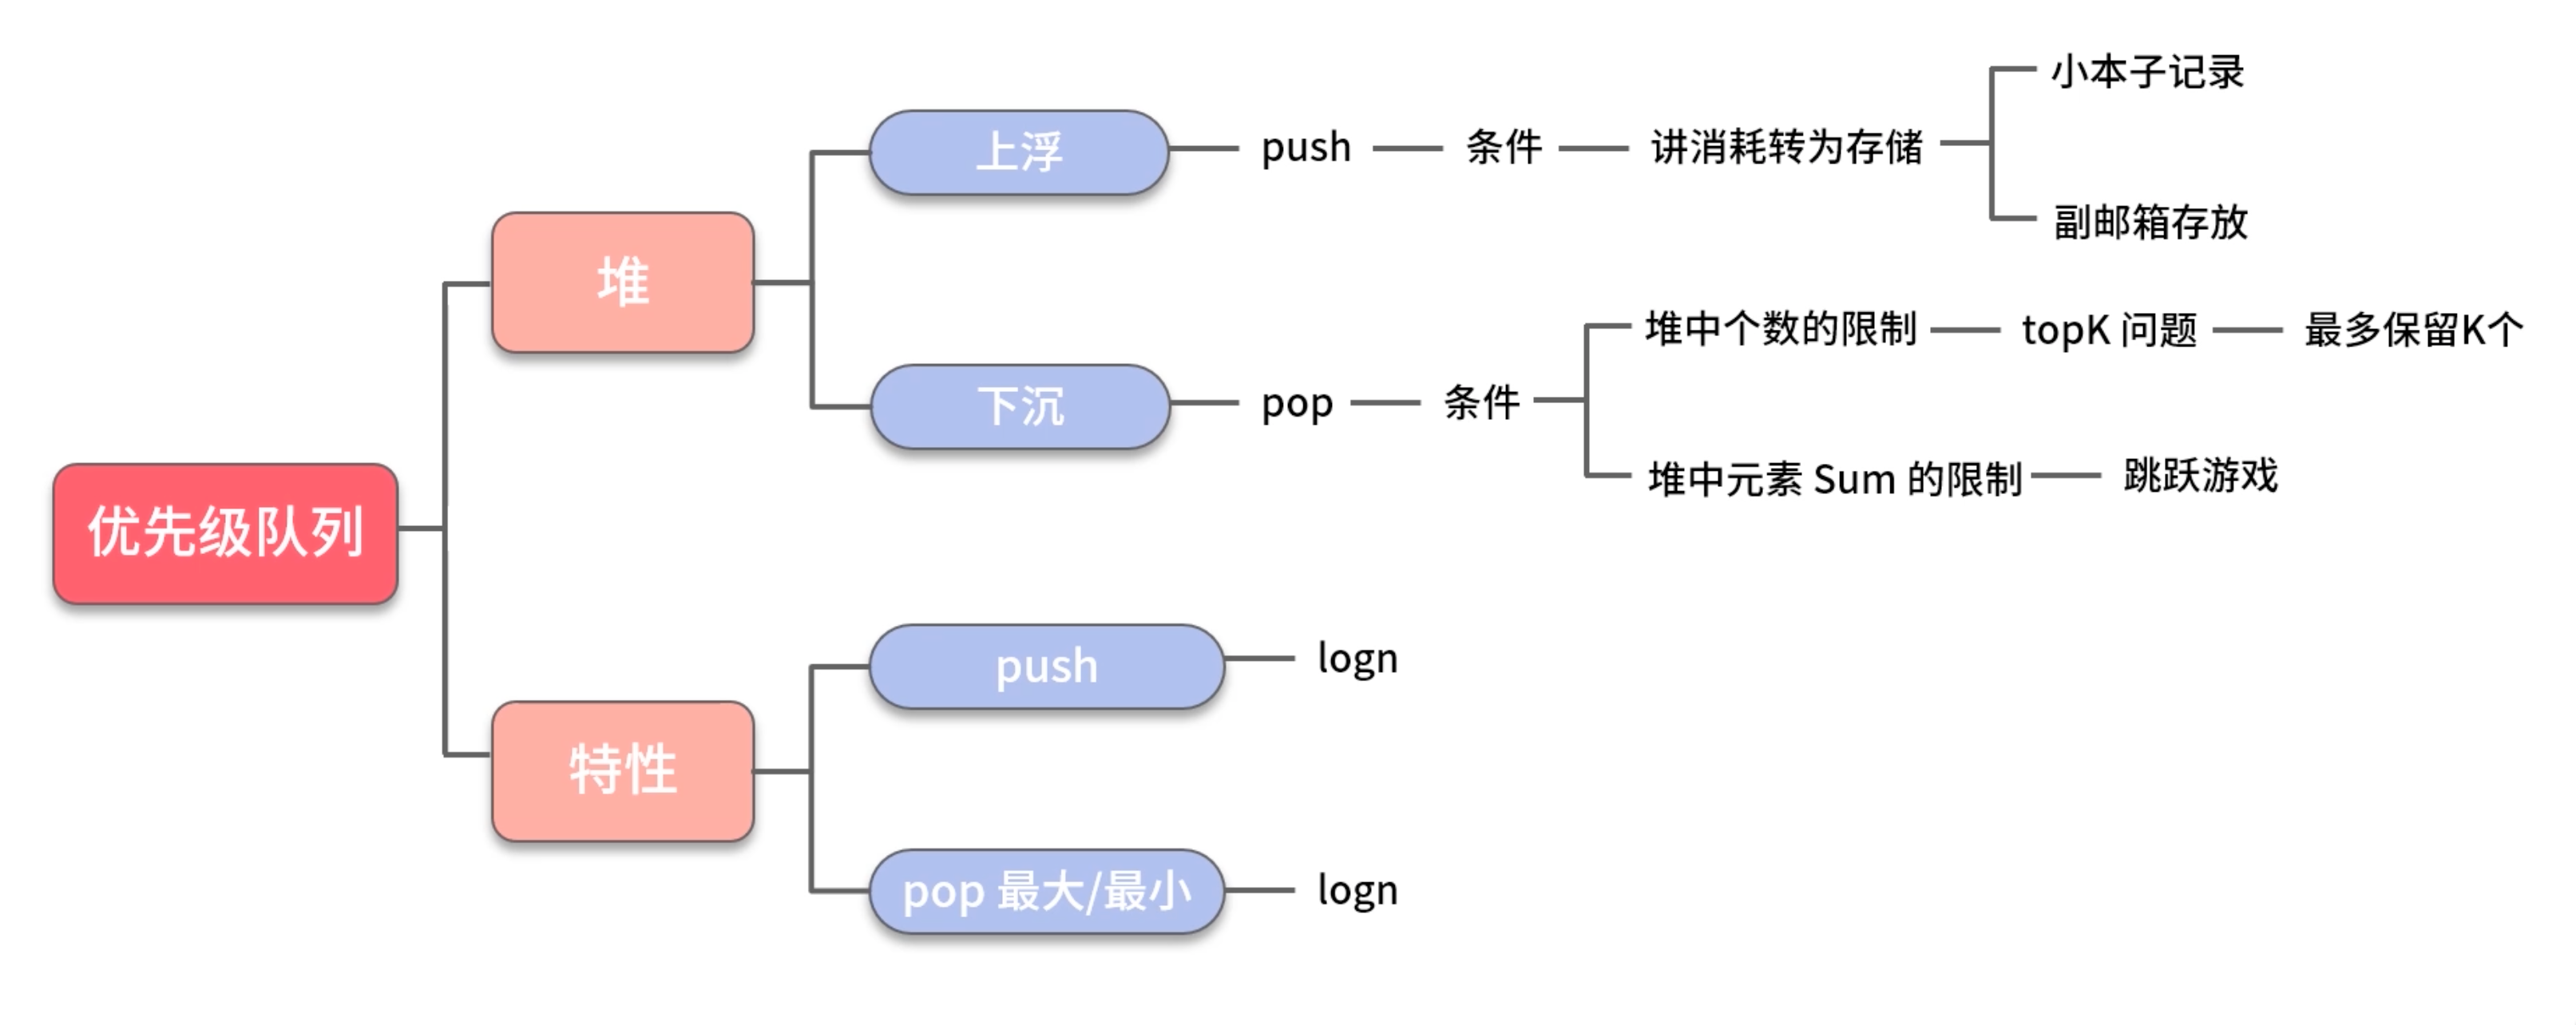 优先级队列
堆
上浮
push
条件
讲消耗转为存储
小本子记录
副邮箱存放
下沉
pop
条件
堆中个数的限制
topK 问题
最多保留K个
堆中元素 Sum 的限制
跳跃游戏
特性
push
logn
pop 最大/最小
logn